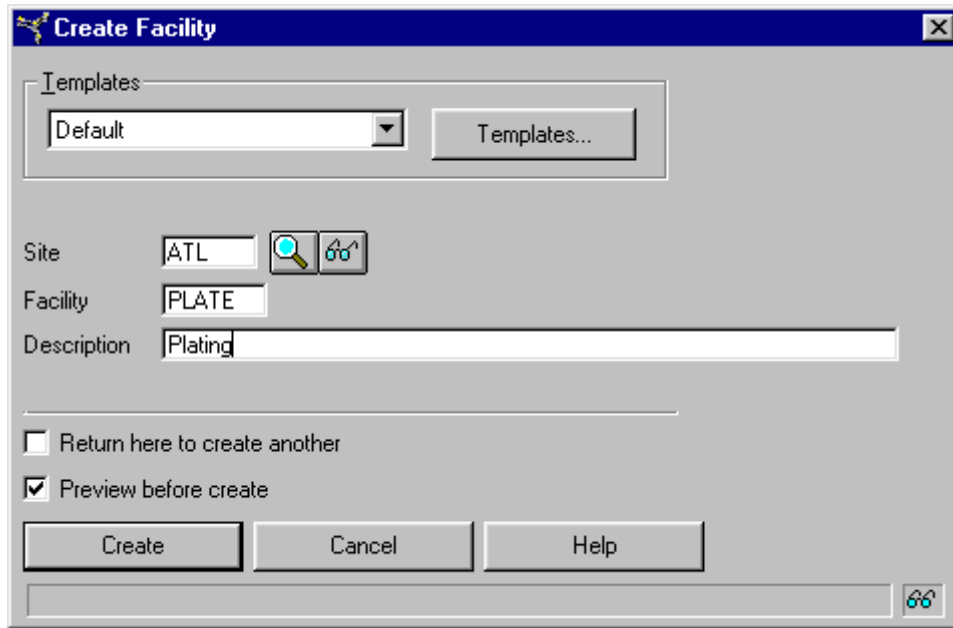 Create Facility
Templates
Default
Templates...
Site ATL
Facility PLATE
Description Plating
Return here to create another
Preview before create
Create Cancel Help